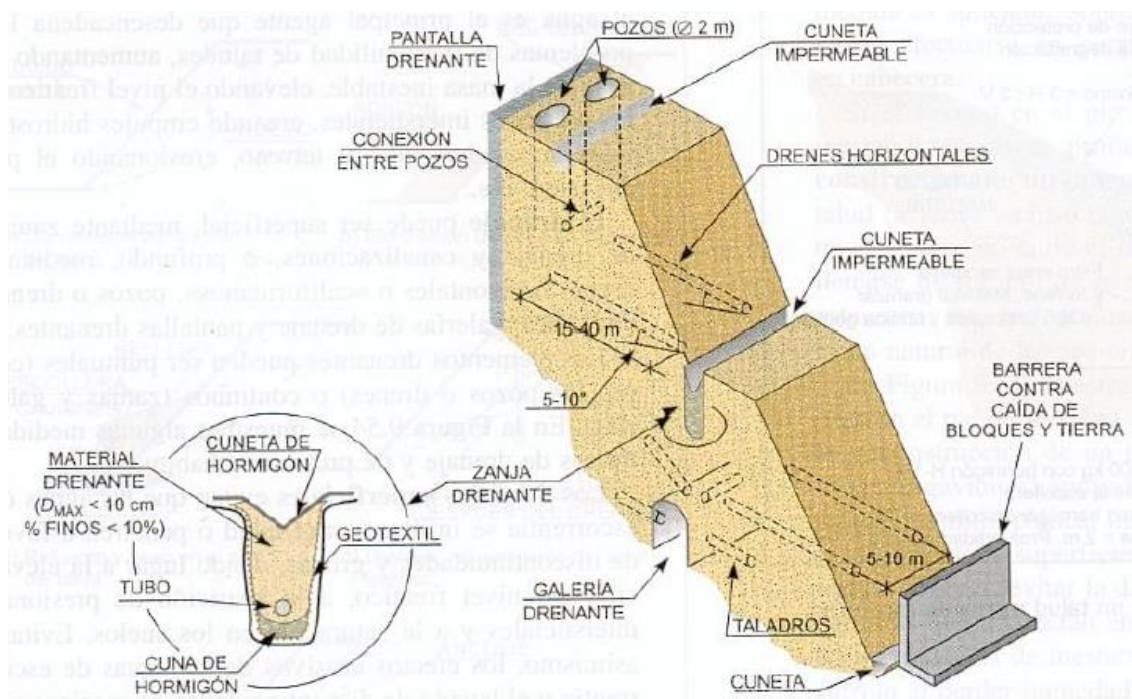 PANTALLA
DRENANTE
POZOS (Ø 2 m)
CUNETA
IMPERMEABLE
CONEXIÓN
ENTRE POZOS
DRENES HORIZONTALES
CUNETA
IMPERMEABLE
15-40 m
5-10°
BARRERA
CONTRA
CAÍDA DE
BLOQUES Y TIERRA
CUNETA DE
HORMIGÓN
MATERIAL
DRENANTE
(DMÁX. < 10 cm
% FINOS < 10%)
ZANJA
DRENANTE
GEOTEXTIL
TUBO
CUNA DE
HORMIGÓN
GALERÍA
DRENANTE
5-10 m
TALADROS
CUNETA